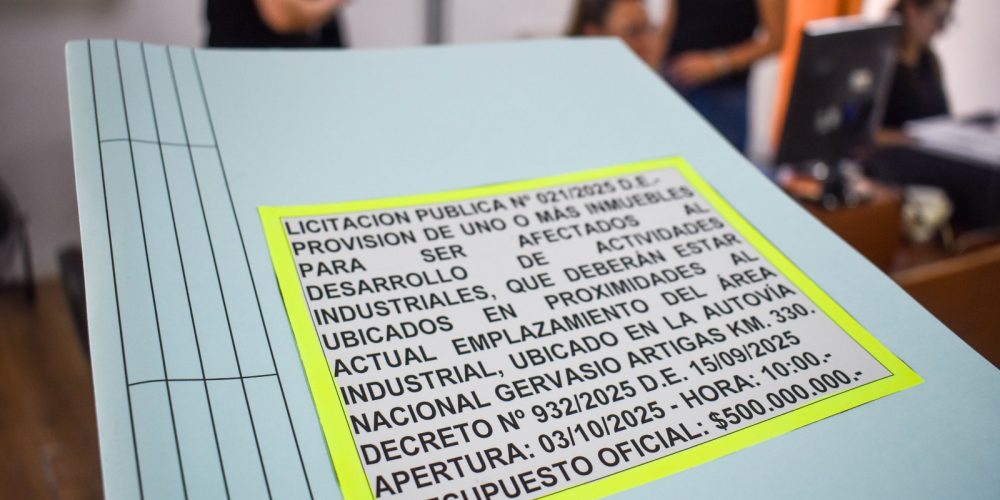 LICITACION PUBLICA Nº 021/2025 D.E.-
PROVISION DE UNO O MÁS INMUEBLES
PARA SER AFECTADOS AL
DESARROLLO DE ACTIVIDADES
INDUSTRIALES, QUE DEBERÁN ESTAR
UBICADOS EN PROXIMIDADES AL
ACTUAL EMPLAZAMIENTO DEL ÁREA
INDUSTRIAL, UBICADO EN LA AUTOVÍA
NACIONAL GERVASIO ARTIGAS KM. 330.
DECRETO Nº 932/2025 D.E. 15/09/2025
APERTURA: 03/10/2025 - HORA: 10:00.-
ESUPUESTO OFICIAL: $500.000.000.-